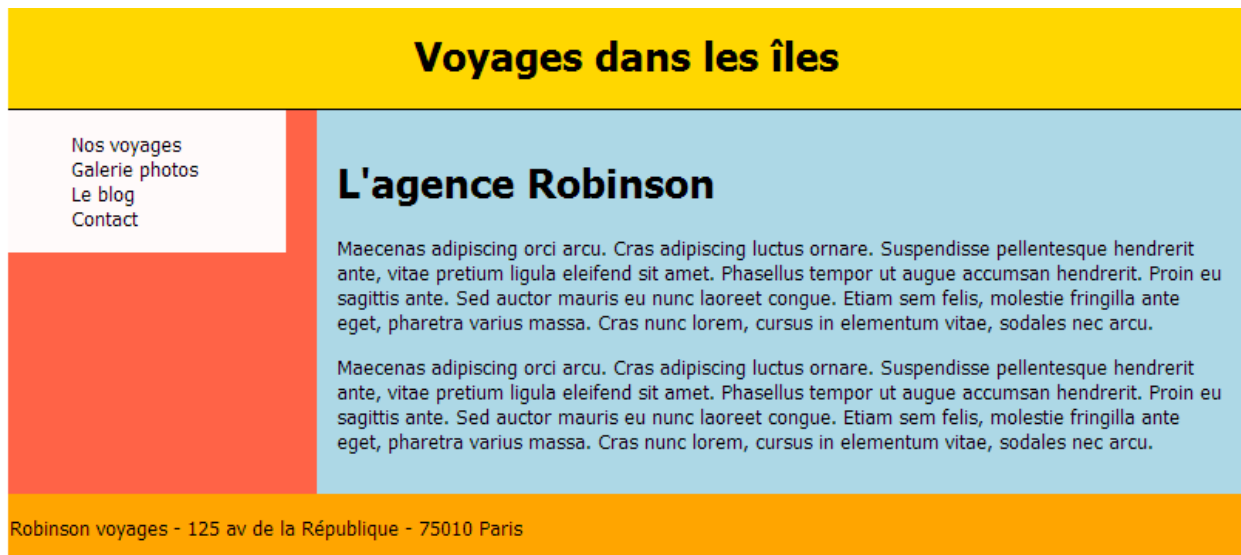 Voyages dans les îles
Nos voyages
Galerie photos
Le blog
Contact
L'agence Robinson
Maecenas adipiscing orci arcu. Cras adipiscing luctus ornare. Suspendisse pellentesque hendrerit
ante, vitae pretium ligula eleifend sit amet. Phasellus tempor ut augue accumsan hendrerit. Proin eu
sagittis ante. Sed auctor mauris eu nunc laoreet congue. Etiam sem felis, molestie fringilla ante
eget, pharetra varius massa. Cras nunc lorem, cursus in elementum vitae, sodales nec arcu.
Maecenas adipiscing orci arcu. Cras adipiscing luctus ornare. Suspendisse pellentesque hendrerit
ante, vitae pretium ligula eleifend sit amet. Phasellus tempor ut augue accumsan hendrerit. Proin eu
sagittis ante. Sed auctor mauris eu nunc laoreet congue. Etiam sem felis, molestie fringilla ante
eget, pharetra varius massa. Cras nunc lorem, cursus in elementum vitae, sodales nec arcu.
Robinson voyages - 125 av de la République - 75010 Paris